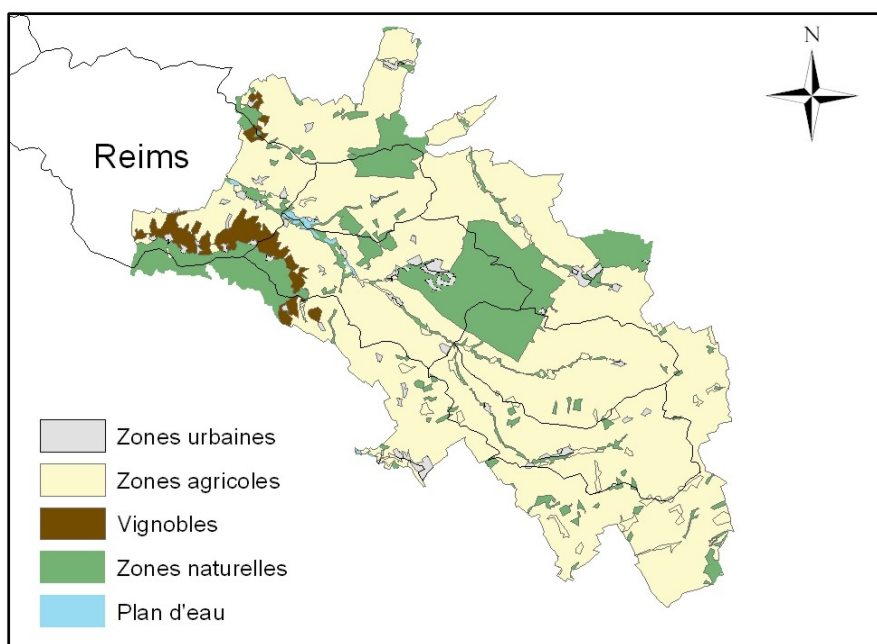 N
Reims
Zones urbaines
Zones agricoles
Vignobles
Zones naturelles
Plan d'eau